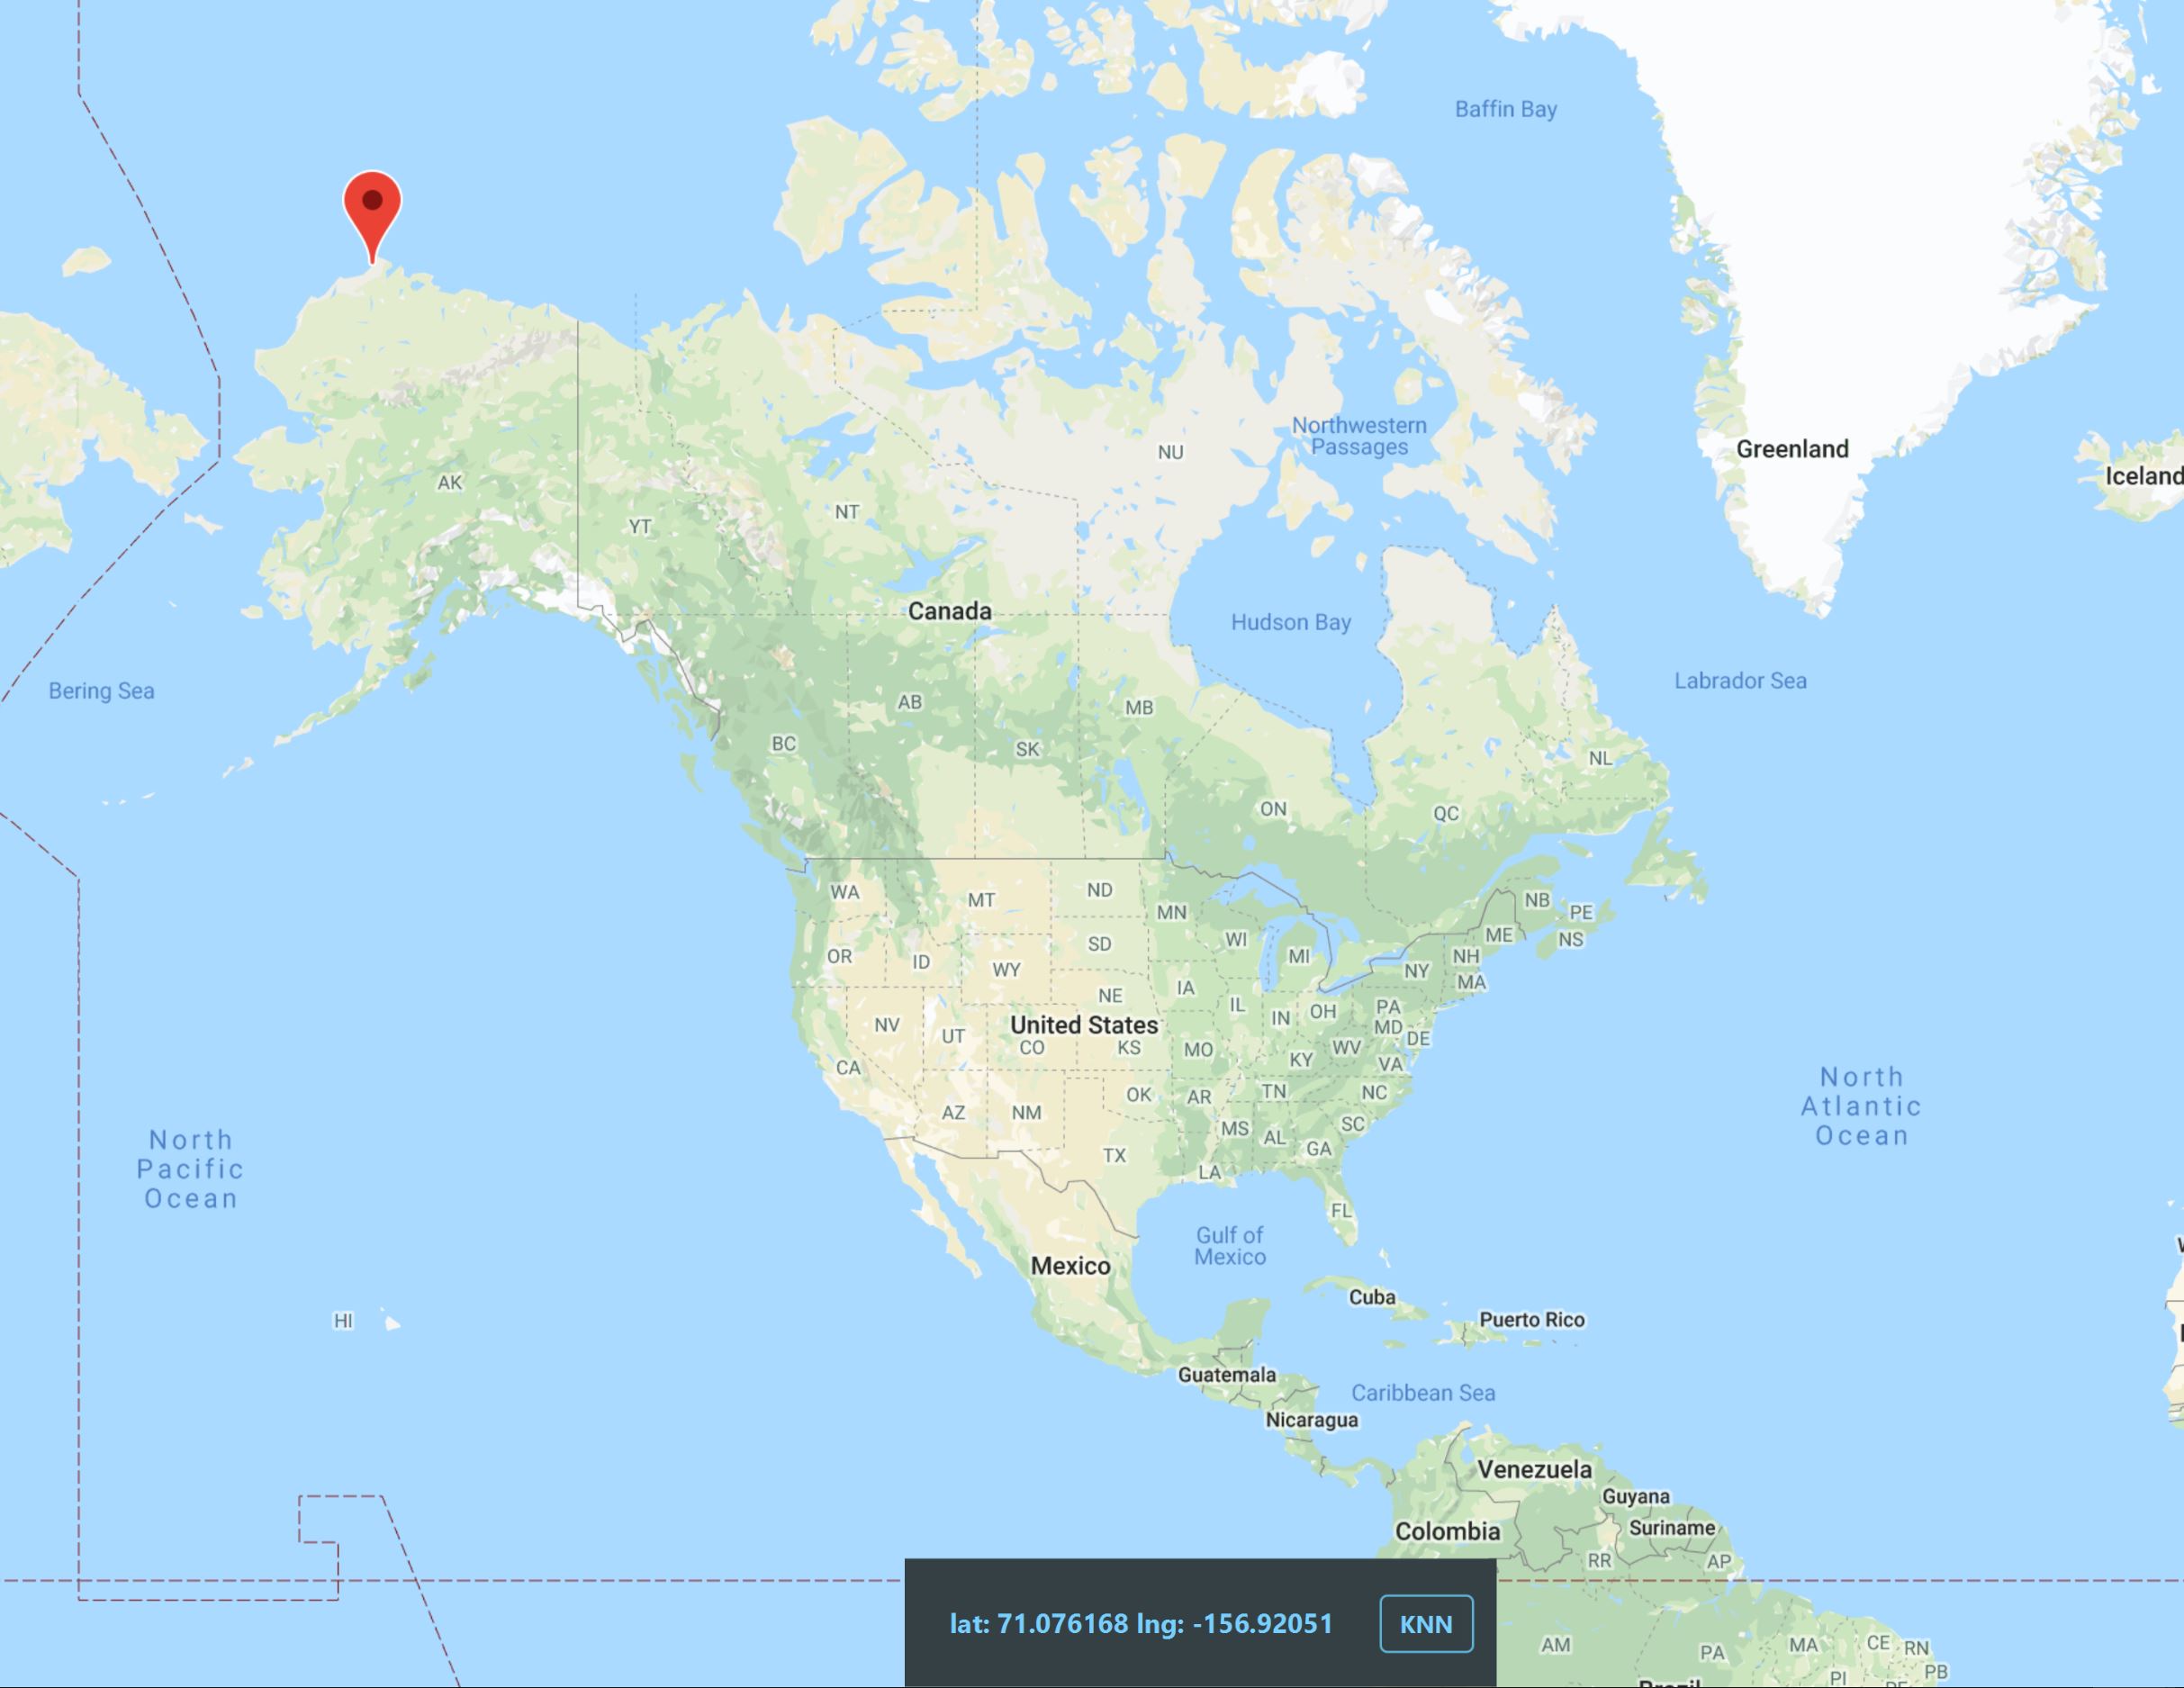 Baffin Bay
Northwestern
Passages
NU
Greenland
Iceland
AK
NT
YT
Canada
Hudson Bay
Labrador Sea
Bering Sea
AB
MB
BC
SK
NL
ON
QC
WA
MT
ND
MN
NB
PE
NS
ME
WI
SD
OR
ID
WY
MI
NH
NY
MA
NE
IA
IL
IN
OH
PA
MD
DE
NV
UT
United States
CO
KS
MO
KY
WV
VA
CA
AZ
NM
OK
AR
TN
NC
SC
MS
AL
GA
TX
LA
FL
North
Atlantic
Ocean
North
Pacific
Ocean
Gulf of
Mexico
Mexico
HI
Cuba
Puerto Rico
Guatemala
Caribbean Sea
Nicaragua
Venezuela
Guyana
Suriname
Colombia
RR
AP
lat: 71.076168 lng: -156.92051
KNN
AM
PA
MA
CE
RN
PB
PI
Brazil